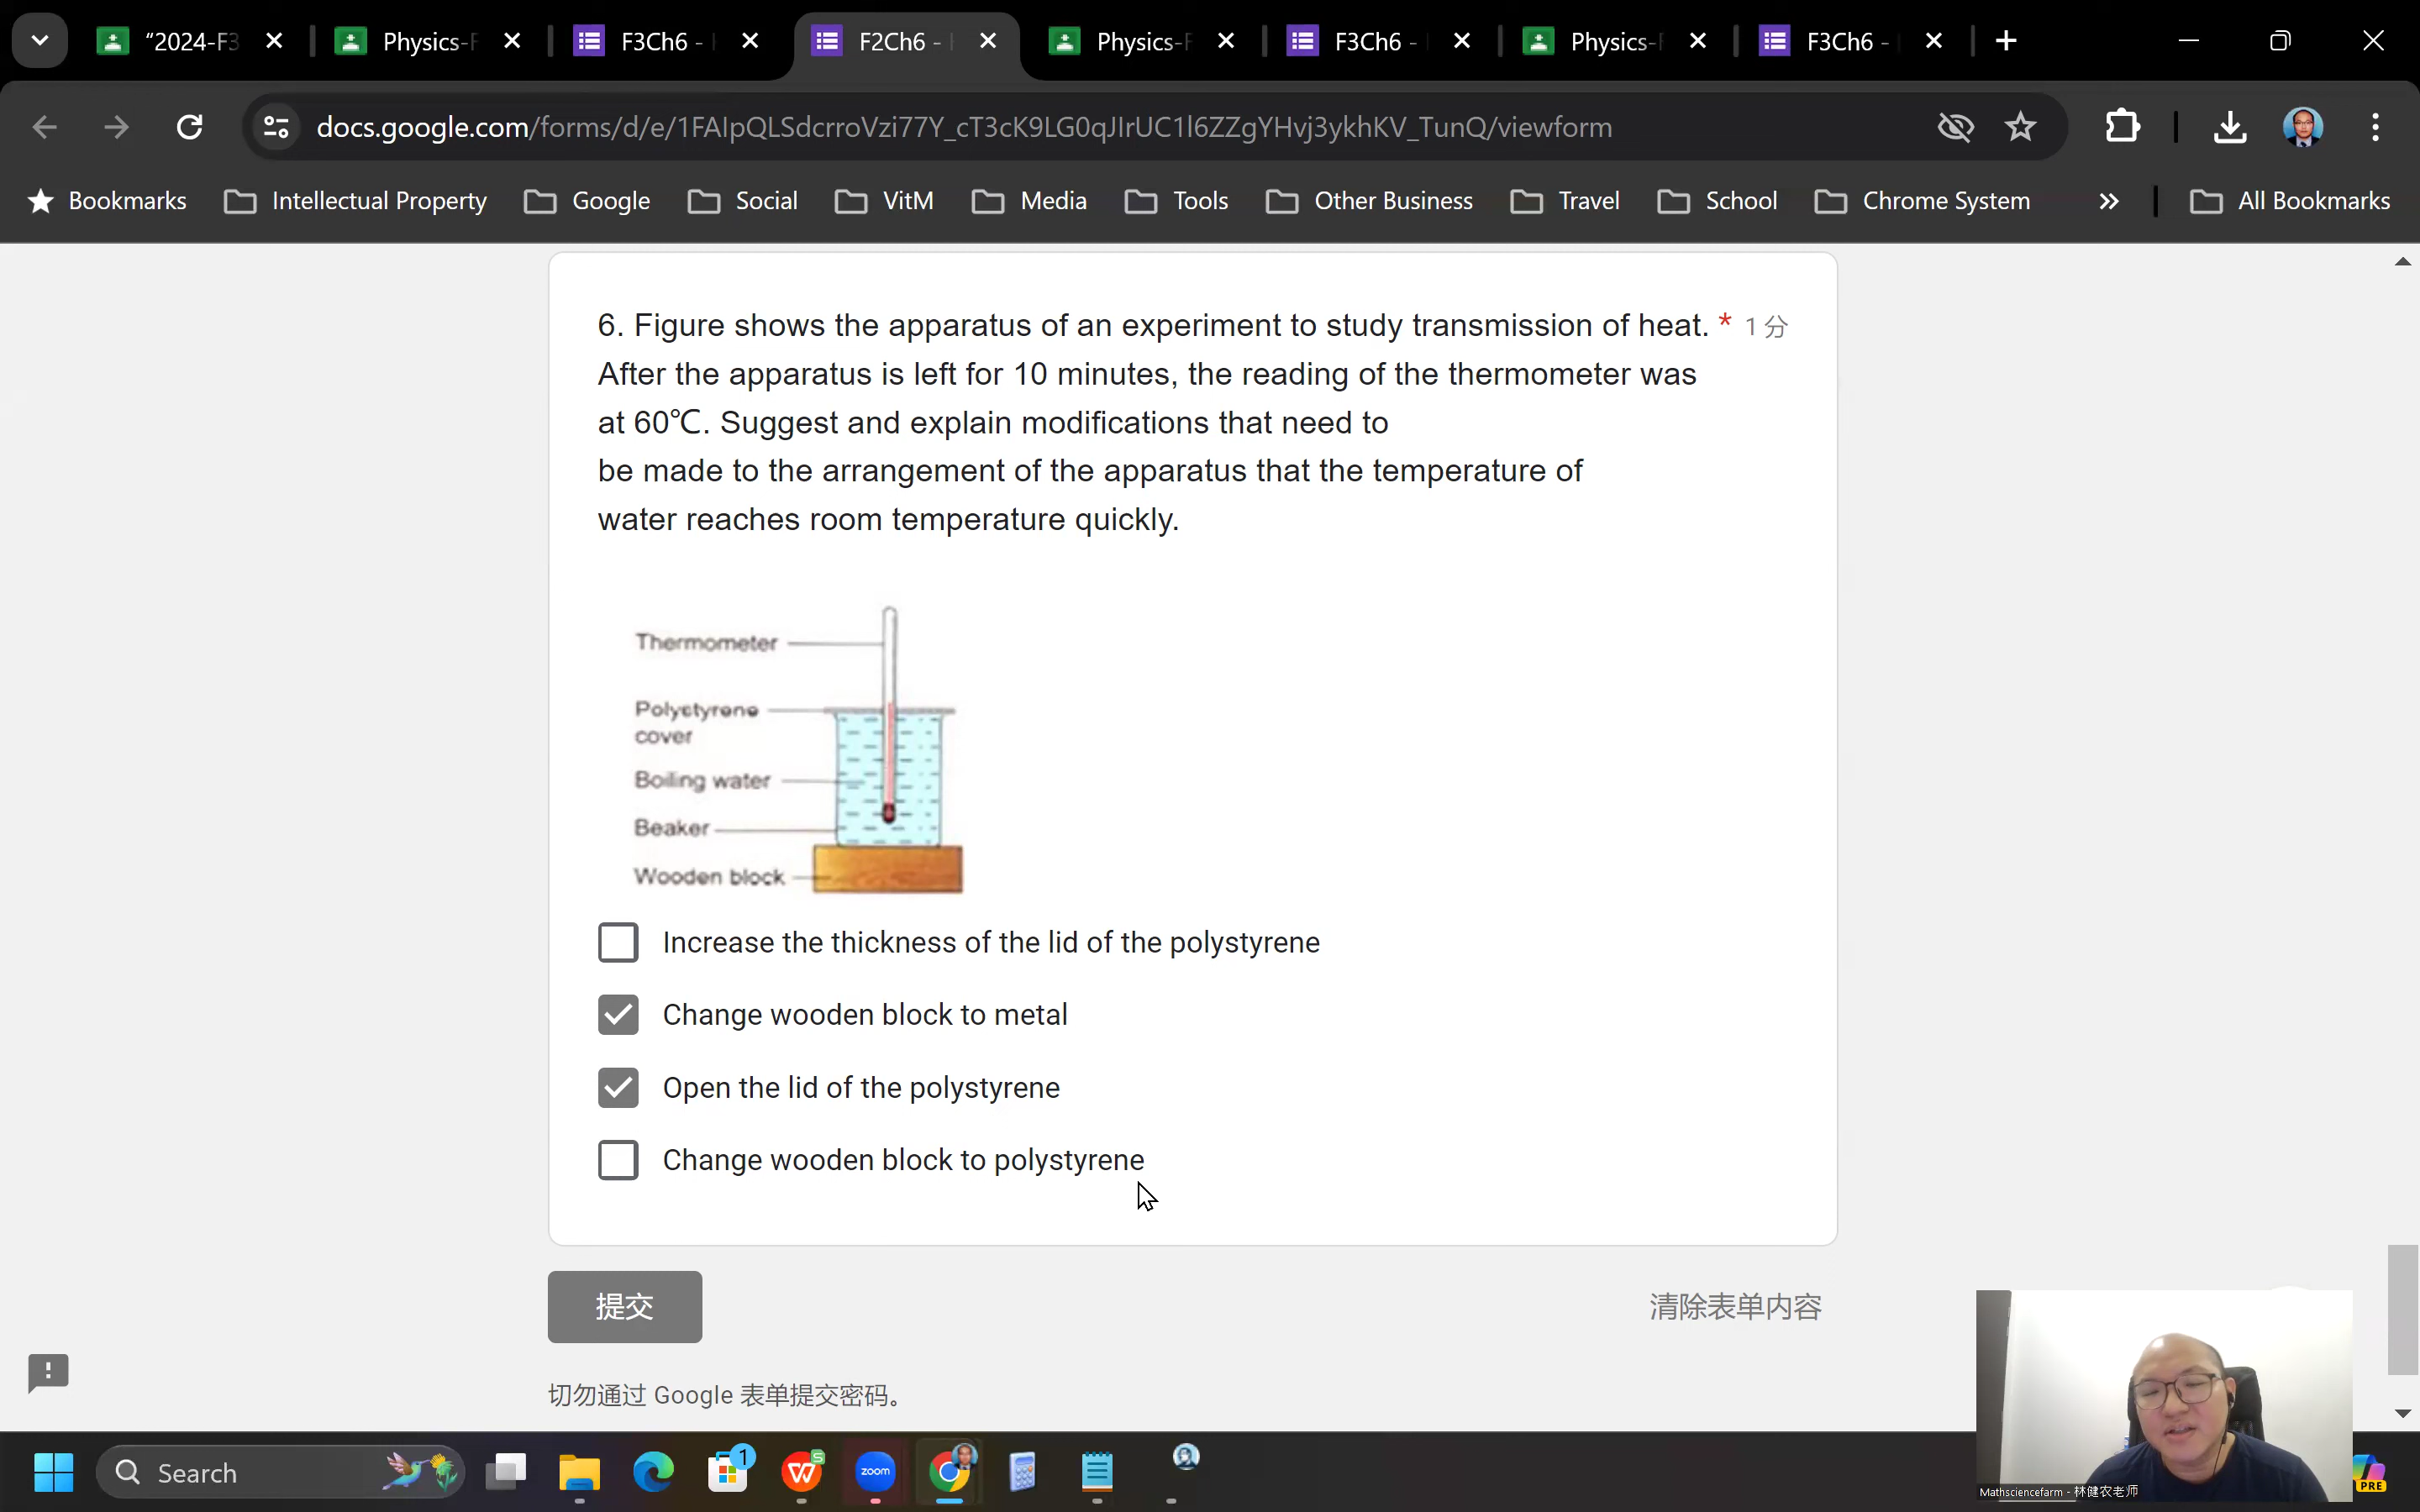 “2024-F3
Physics-F
F3Ch6 -
F2Ch6 -
Physics-F
F3Ch6 -
Physics-F
F3Ch6 -
docs.google.com/forms/d/e/1FAIpQLSdcrroVzi77Y_cT3cK9LG0qJIrUC1l6ZZgYHvj3ykhKV_TunQ/viewform
Bookmarks
Intellectual Property
Google
Social
VitM
Media
Tools
Other Business
Travel
School
Chrome System
All Bookmarks
6. Figure shows the apparatus of an experiment to study transmission of heat. * 1 分
After the apparatus is left for 10 minutes, the reading of the thermometer was
at 60℃. Suggest and explain modifications that need to
be made to the arrangement of the apparatus that the temperature of
water reaches room temperature quickly.
Thermometer
Polystyrene
cover
Boiling water
Beaker
Wooden block
Increase the thickness of the lid of the polystyrene
Change wooden block to metal
Open the lid of the polystyrene
Change wooden block to polystyrene
提交
清除表单内容
切勿通过 Google 表单提交密码。
Mathsciencefarm - 林健农老师
Search
1
S
W
zoom
PRE